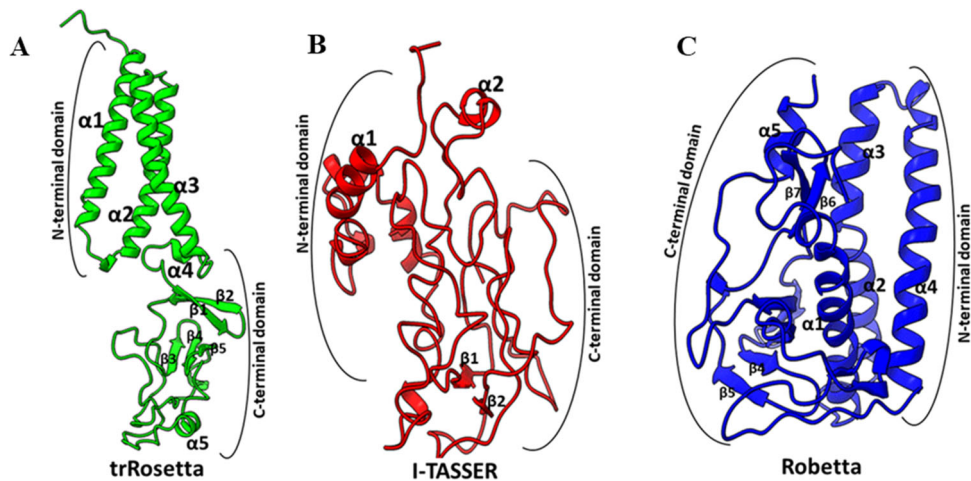 A
N-terminal domain
α1
α2
α3
α4
β1
β2
β3
β4
β5
α5
C-terminal domain
trRosetta
B
N-terminal domain
α1
α2
β1
β2
C-terminal domain
I-TASSER
C
C-terminal domain
α5
α3
β7
β6
α2
α4
α1
β4
β5
N-terminal domain
Robetta